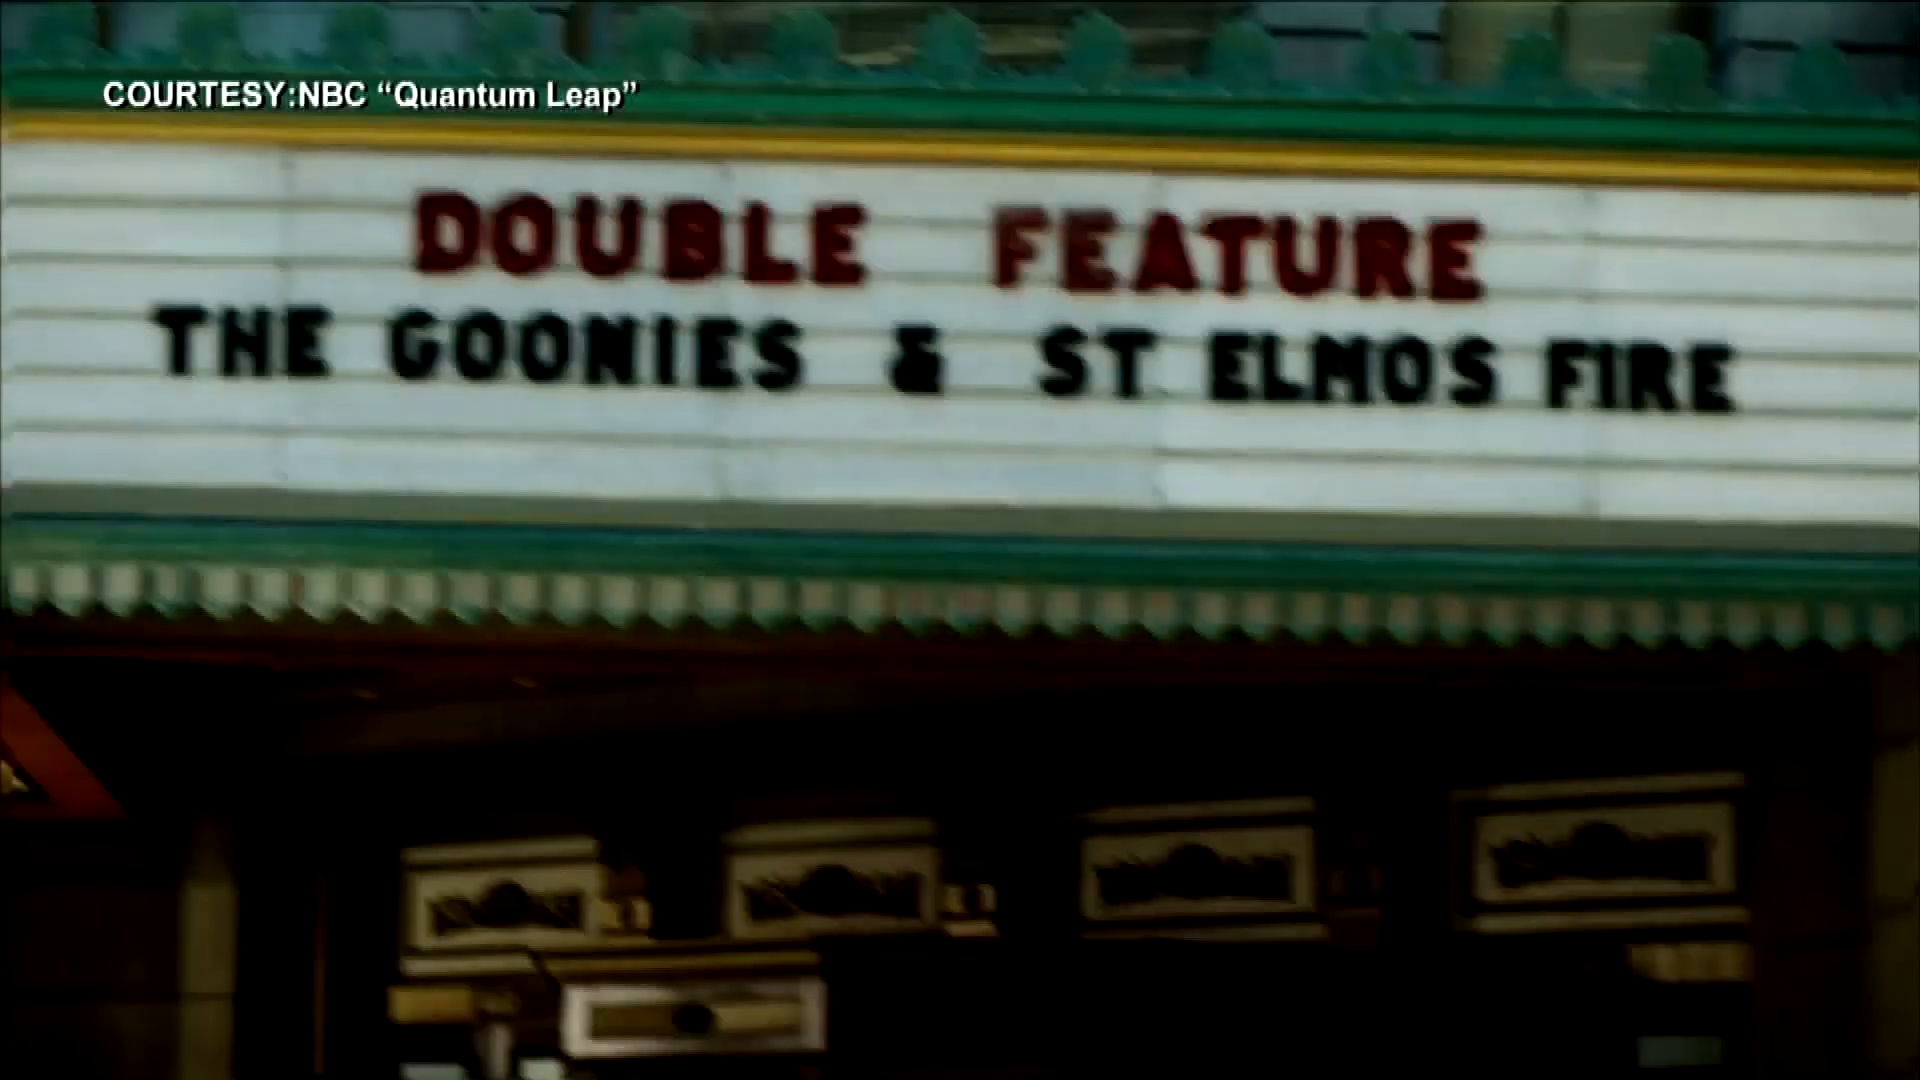 COURTESY:NBC “Quantum Leap”
DOUBLE FEATURE
THE GOONIES & ST ELMOS FIRE